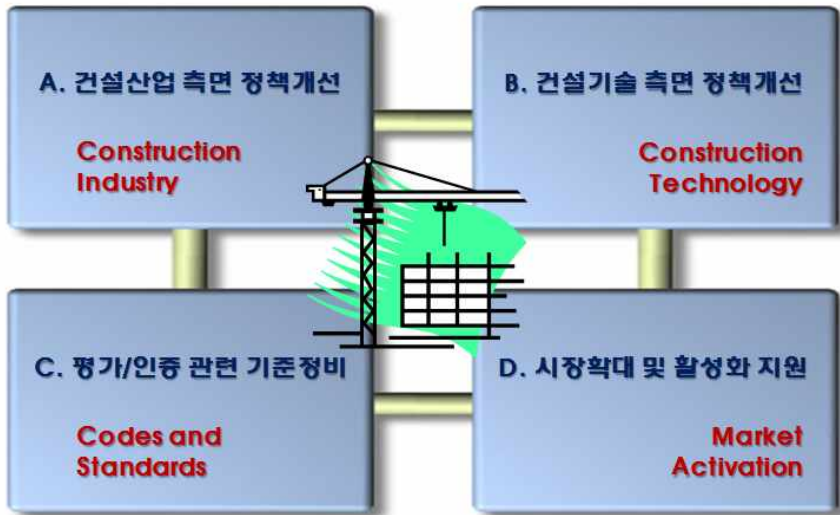 A. 건설산업 측면 정책개선
Construction
Industry
B. 건설기술 측면 정책개선
Construction
Technology
C. 평가/인증 관련 기준정비
Codes and
Standards
D. 시장확대 및 활성화 지원
Market
Activation